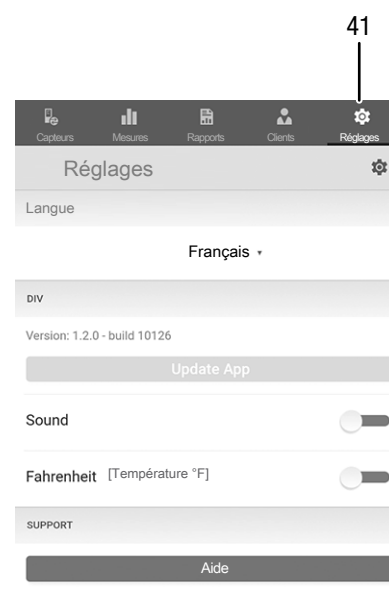 41
Capteurs Mesures Rapports Clients Réglages
Réglages
Langue
Français
DIV
Version: 1.2.0 - build 10126
Update App
Sound
Fahrenheit [Température °F]
SUPPORT
Aide